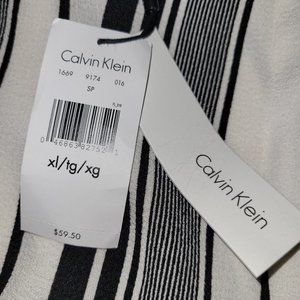 Calvin Klein
1669 9174 016
SP
xl/tg/xg
$59.50
Calvin Klein